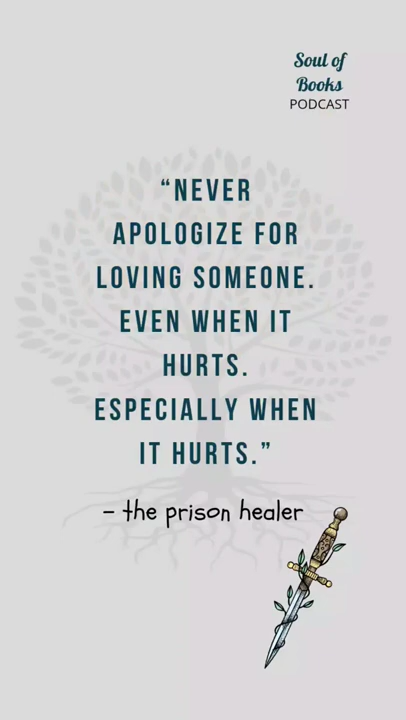 Soul of
Books
PODCAST
“NEVER
APOLOGIZE FOR
LOVING SOMEONE.
EVEN WHEN IT
HURTS.
ESPECIALLY WHEN
IT HURTS.”
– the prison healer